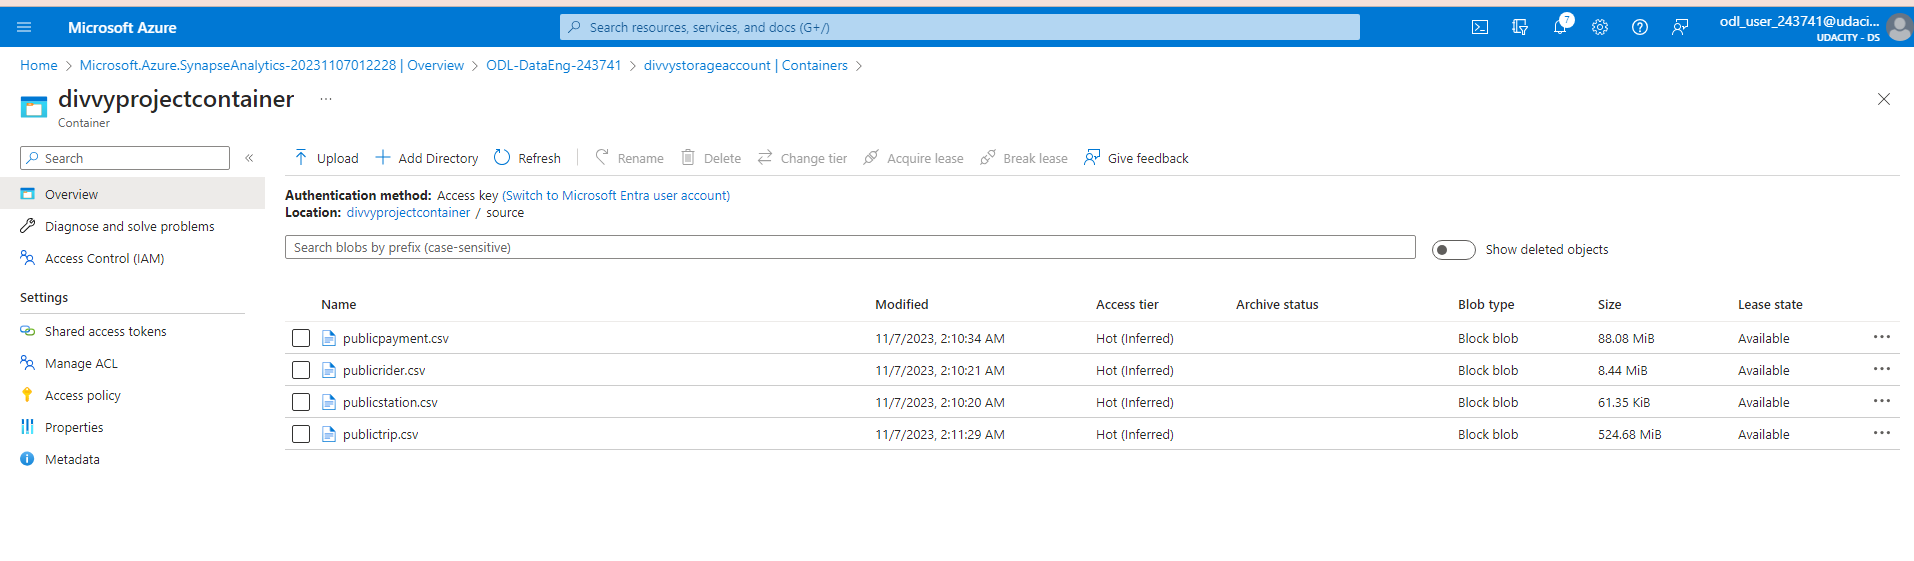 Microsoft Azure
Search resources, services, and docs (G+/)
7
odl_user_243741@udaci...
UDACITY - DS
Home > Microsoft.Azure.SynapseAnalytics-20231107012228 | Overview > ODL-DataEng-243741 > divvystorageaccount | Containers >
divvyprojectcontainer ...
Container
Search «
Upload Add Directory Refresh Rename Delete Change tier Acquire lease Break lease Give feedback
Overview
Diagnose and solve problems
Access Control (IAM)
Settings
Shared access tokens
Manage ACL
Access policy
Properties
Metadata
Authentication method: Access key (Switch to Microsoft Entra user account)
Location: divvyprojectcontainer / source
Search blobs by prefix (case-sensitive)
Show deleted objects
Name Modified Access tier Archive status Blob type Size Lease state
publicpayment.csv 11/7/2023, 2:10:34 AM Hot (Inferred) Block blob 88.08 MiB Available ...
publicrider.csv 11/7/2023, 2:10:21 AM Hot (Inferred) Block blob 8.44 MiB Available ...
publicstation.csv 11/7/2023, 2:10:20 AM Hot (Inferred) Block blob 61.35 KiB Available ...
publictrip.csv 11/7/2023, 2:11:29 AM Hot (Inferred) Block blob 524.68 MiB Available ...